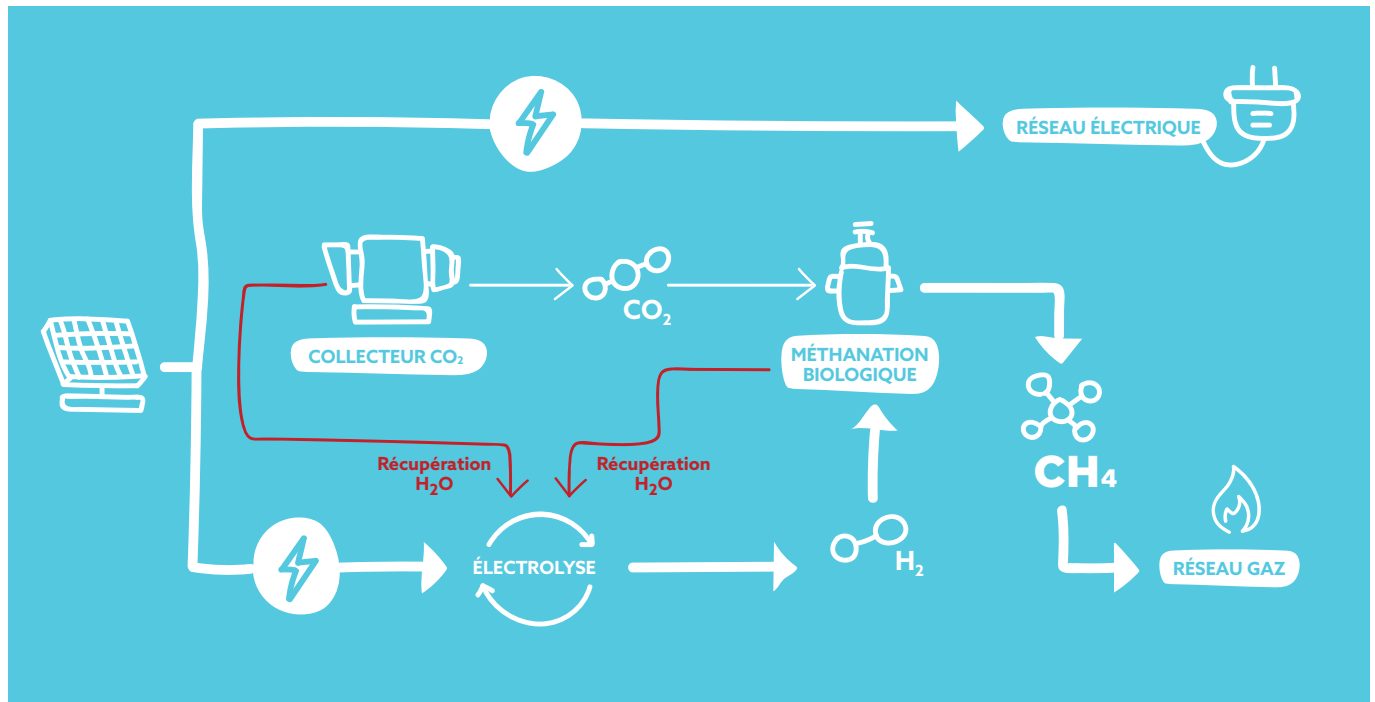 RÉSEAU ÉLECTRIQUE
CO₂
COLLECTEUR CO₂
MÉTHANATION
BIOLOGIQUE
Récupération
H₂O
Récupération
H₂O
CH₄
ÉLECTROLYSE
H₂
RÉSEAU GAZ